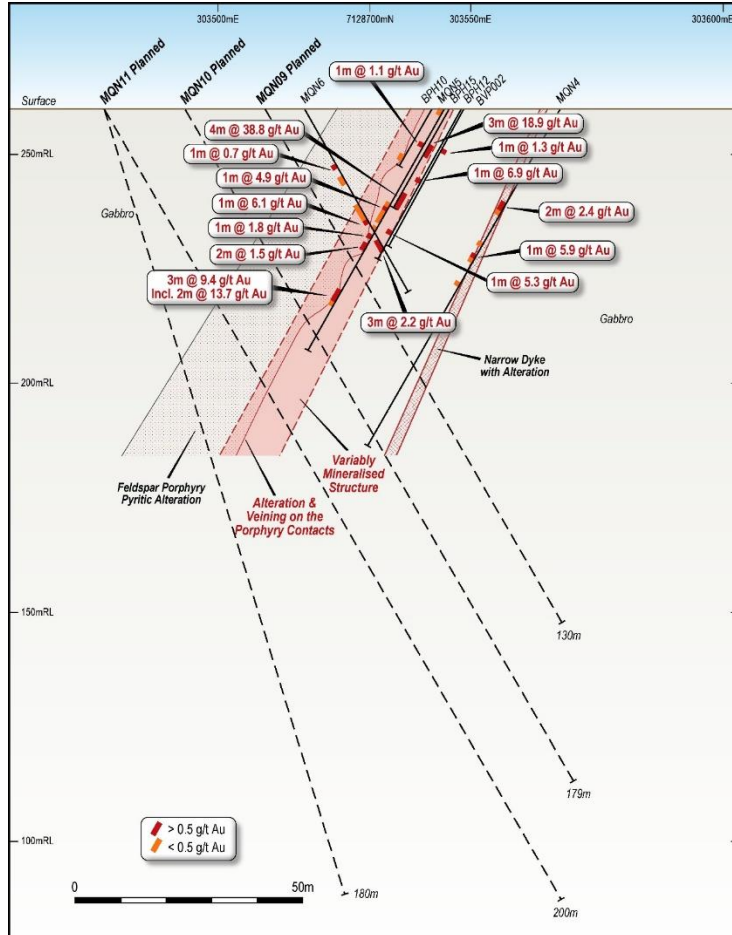 303500mE
7128700mN
303550mE
303600mE
MQN11 Planned
MQN10 Planned
MQN09 Planned
MQN6
BPH10
MQN5
BPH15
BPH12
BVP002
MQN4
Surface
1m @ 1.1 g/t Au
4m @ 38.8 g/t Au
3m @ 18.9 g/t Au
1m @ 0.7 g/t Au
1m @ 1.3 g/t Au
250mRL
1m @ 4.9 g/t Au
1m @ 6.9 g/t Au
1m @ 6.1 g/t Au
2m @ 2.4 g/t Au
Gabbro
1m @ 1.8 g/t Au
2m @ 1.5 g/t Au
1m @ 5.9 g/t Au
3m @ 9.4 g/t Au
Incl. 2m @ 13.7 g/t Au
1m @ 5.3 g/t Au
3m @ 2.2 g/t Au
Gabbro
Narrow Dyke
with Alteration
200mRL
Variably
Mineralised
Structure
Feldspar Porphyry
Pyritic Alteration
Alteration &
Veining on the
Porphyry Contacts
150mRL
130m
179m
100mRL
> 0.5 g/t Au
< 0.5 g/t Au
0
50m
180m
200m